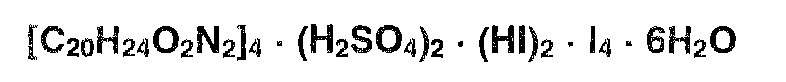 [C₂₀H₂₄O₂N₂]₄ · (H₂SO₄)₂ · (HI)₂ · I₄ · 6H₂O